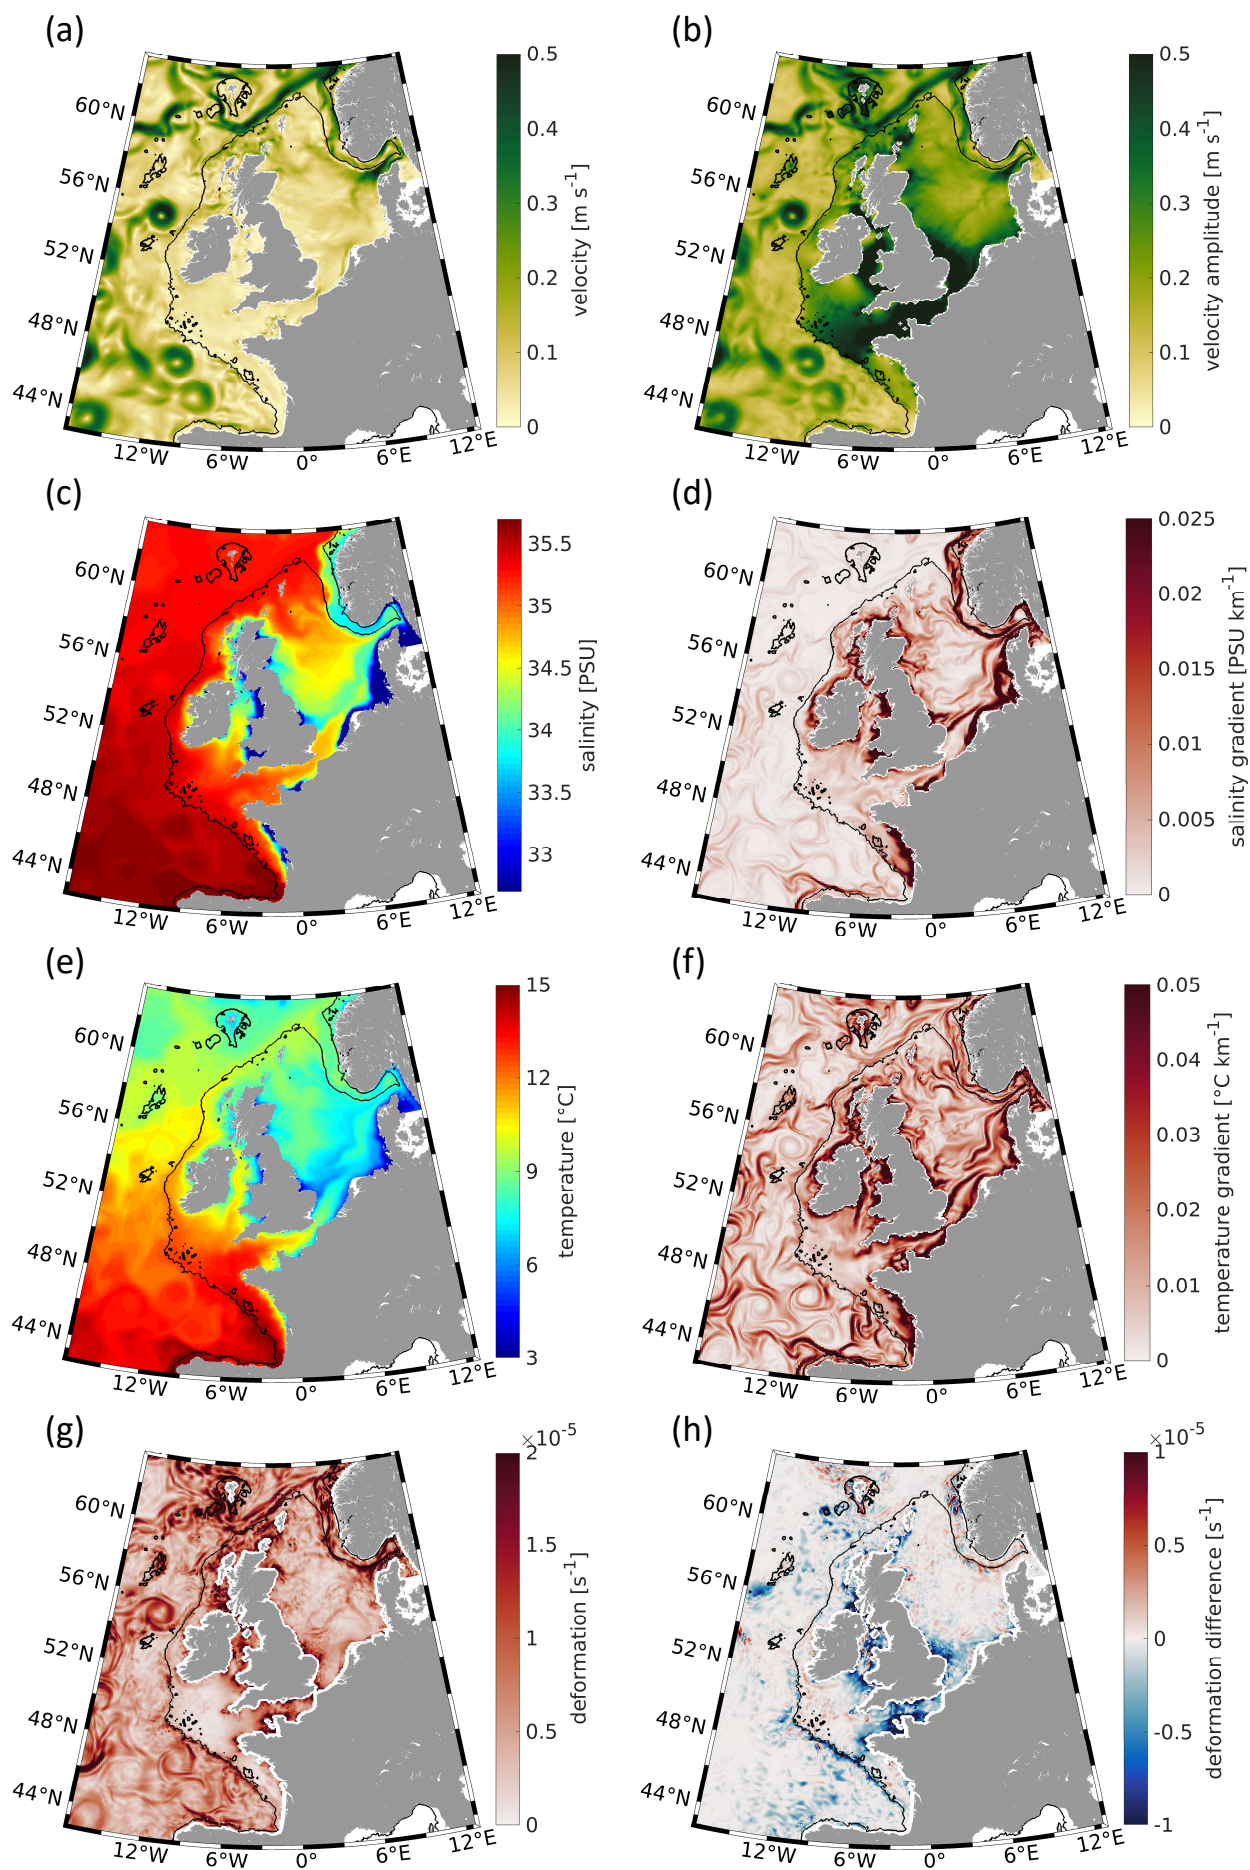 (a)
(b)
60°N
56°N
52°N
48°N
44°N
12°W
6°W
0°
6°E
12°E
0.5
0.4
0.3
0.2
0.1
0
velocity [m s-1]
60°N
56°N
52°N
48°N
44°N
12°W
6°W
0°
6°E
12°E
0.5
0.4
0.3
0.2
0.1
0
velocity amplitude [m s-1]
(c)
(d)
60°N
56°N
52°N
48°N
44°N
12°W
6°W
0°
6°E
12°E
35.5
35
34.5
34
33.5
33
salinity [PSU]
60°N
56°N
52°N
48°N
44°N
12°W
6°W
0°
6°E
12°E
0.025
0.02
0.015
0.01
0.005
0
salinity gradient [PSU km-1]
(e)
(f)
60°N
56°N
52°N
48°N
44°N
12°W
6°W
0°
6°E
12°E
15
12
9
6
3
temperature [°C]
60°N
56°N
52°N
48°N
44°N
12°W
6°W
0°
6°E
12°E
0.05
0.04
0.03
0.02
0.01
0
temperature gradient [°C km-1]
(g)
(h)
60°N
56°N
52°N
48°N
44°N
12°W
6°W
0°
6°E
12°E
×10-5
2
1.5
1
0.5
0
deformation [s-1]
60°N
56°N
52°N
48°N
44°N
12°W
6°W
0°
6°E
12°E
×10-5
1
0.5
0
-0.5
-1
deformation difference [s-1]